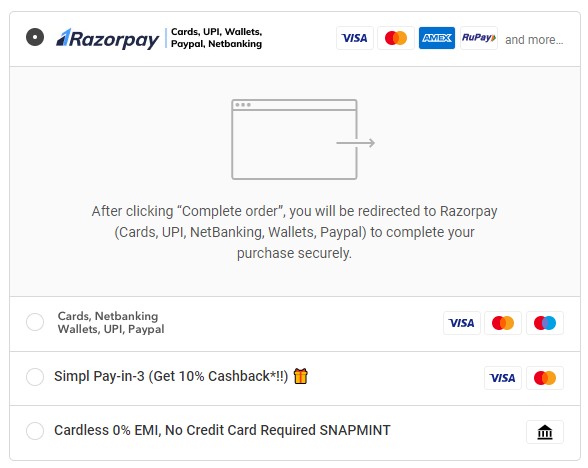 Razorpay
Cards, UPI, Wallets,
Paypal, Netbanking
VISA
AMEX
RuPay
and more...
After clicking “Complete order”, you will be redirected to Razorpay
(Cards, UPI, NetBanking, Wallets, Paypal) to complete your
purchase securely.
Cards, Netbanking
Wallets, UPI, Paypal
VISA
Simpl Pay-in-3 (Get 10% Cashback*!!)
VISA
Cardless 0% EMI, No Credit Card Required SNAPMINT